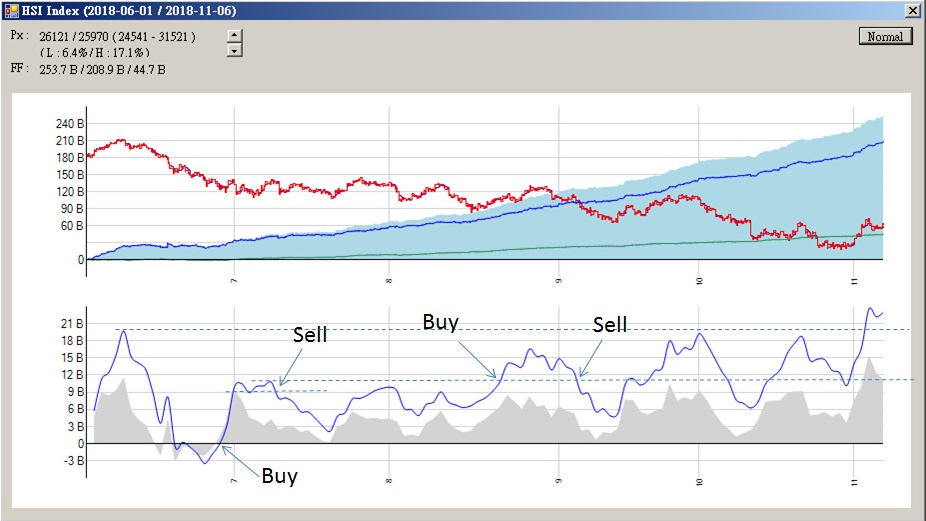 HSI Index (2018-06-01 / 2018-11-06)
Px : 26121 / 25970 ( 24541 - 31521 )
( L : 6.4% / H : 17.1% )
Normal
FF : 253.7 B / 208.9 B / 44.7 B
240 B
210 B
180 B
150 B
120 B
90 B
60 B
0
7
8
9
10
11
21 B
18 B
15 B
12 B
9 B
6 B
3 B
0
-3 B
Sell
Buy
Sell
Buy
7
8
9
10
11